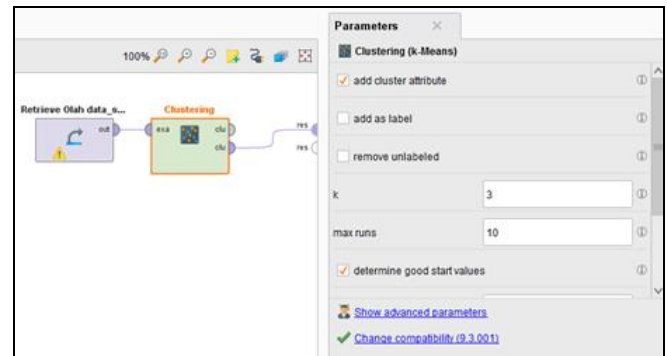 Parameters
Clustering (k-Means)
100%
add cluster attribute
Retrieve Olah data_s...
Clustering
out
exa
clu
clu
res
res
add as label
remove unlabeled
k
3
max runs
10
determine good start values
Show advanced parameters
Change compatibility (9.3.001)